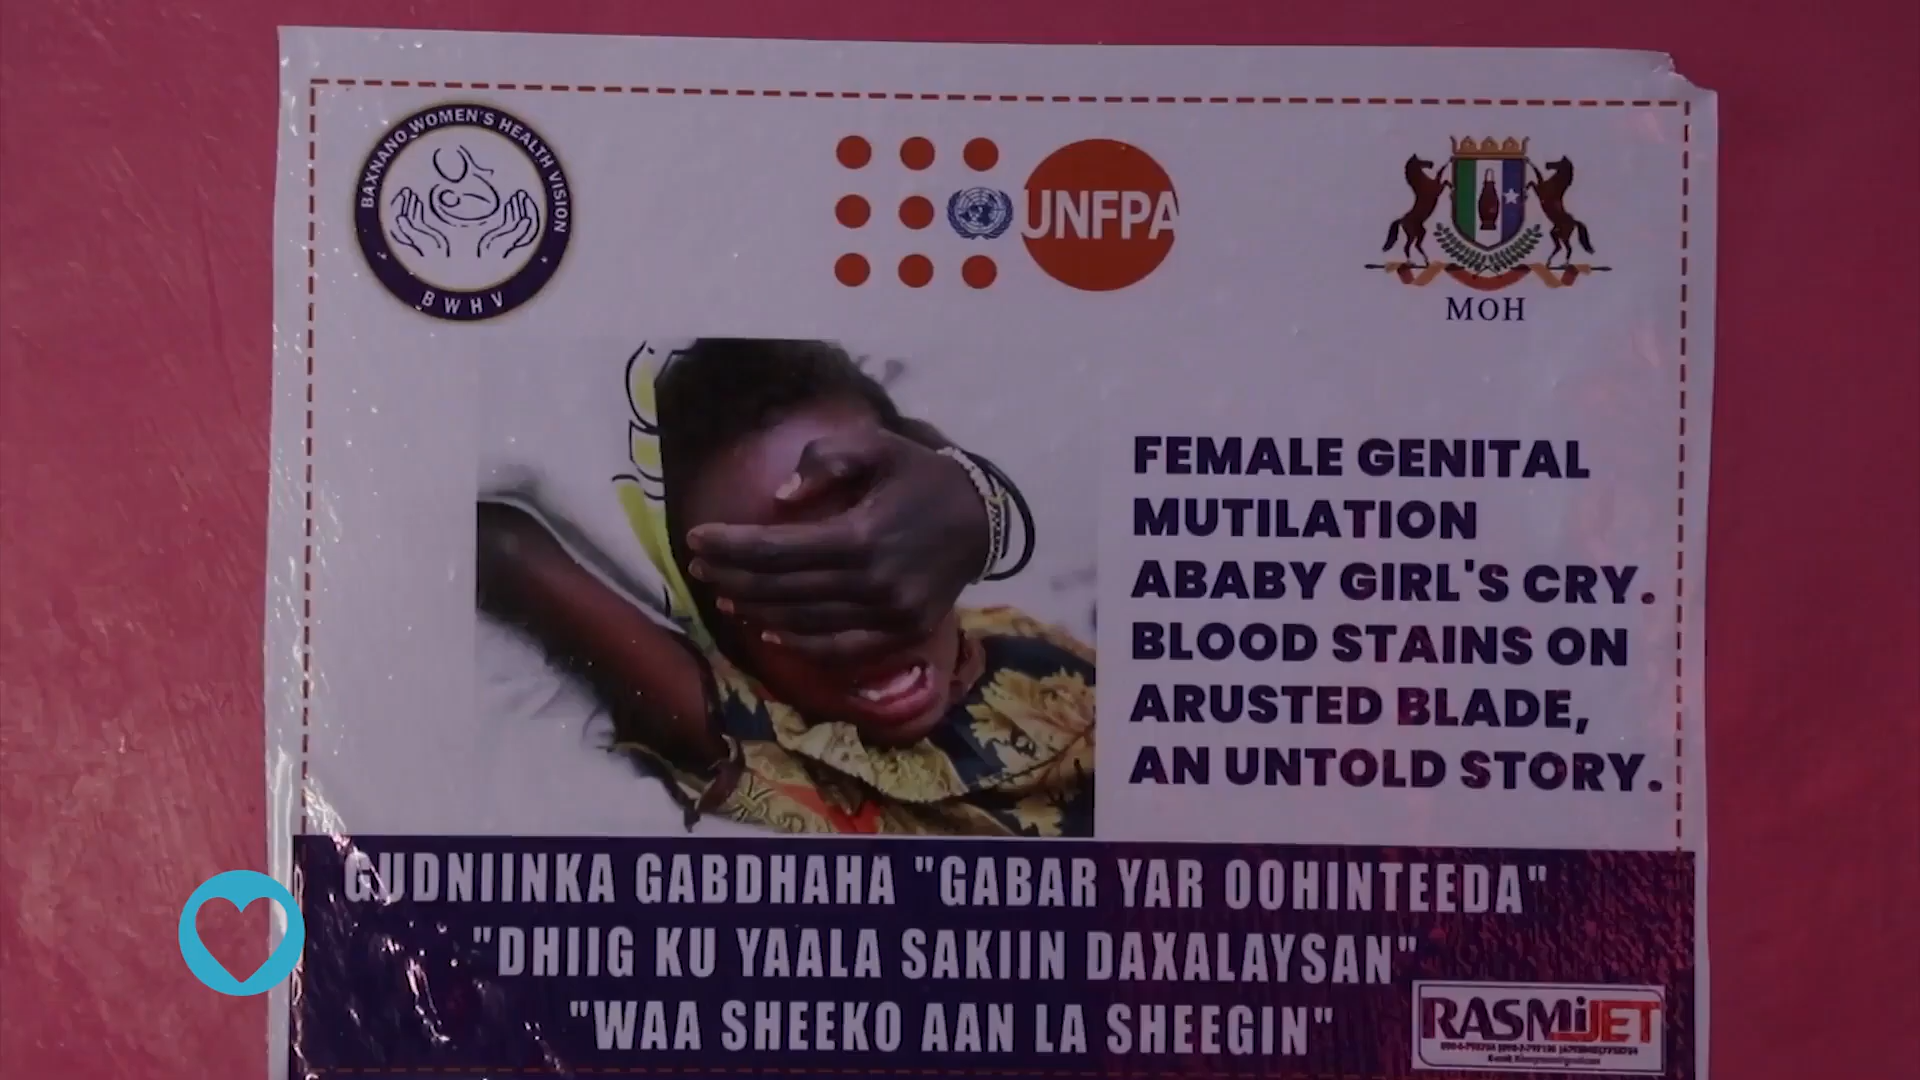 BAXNANO WOMEN'S HEALTH VISION
BWHV
UNFPA
MOH
FEMALE GENITAL
MUTILATION
ABABY GIRL'S CRY.
BLOOD STAINS ON
ARUSTED BLADE,
AN UNTOLD STORY.
GUDNIINKA GABDHAHA "GABAR YAR OOHINTEEDA"
"DHIIG KU YAALA SAKIIN DAXALAYSAN"
"WAA SHEEKO AAN LA SHEEGIN"
RASMiJET